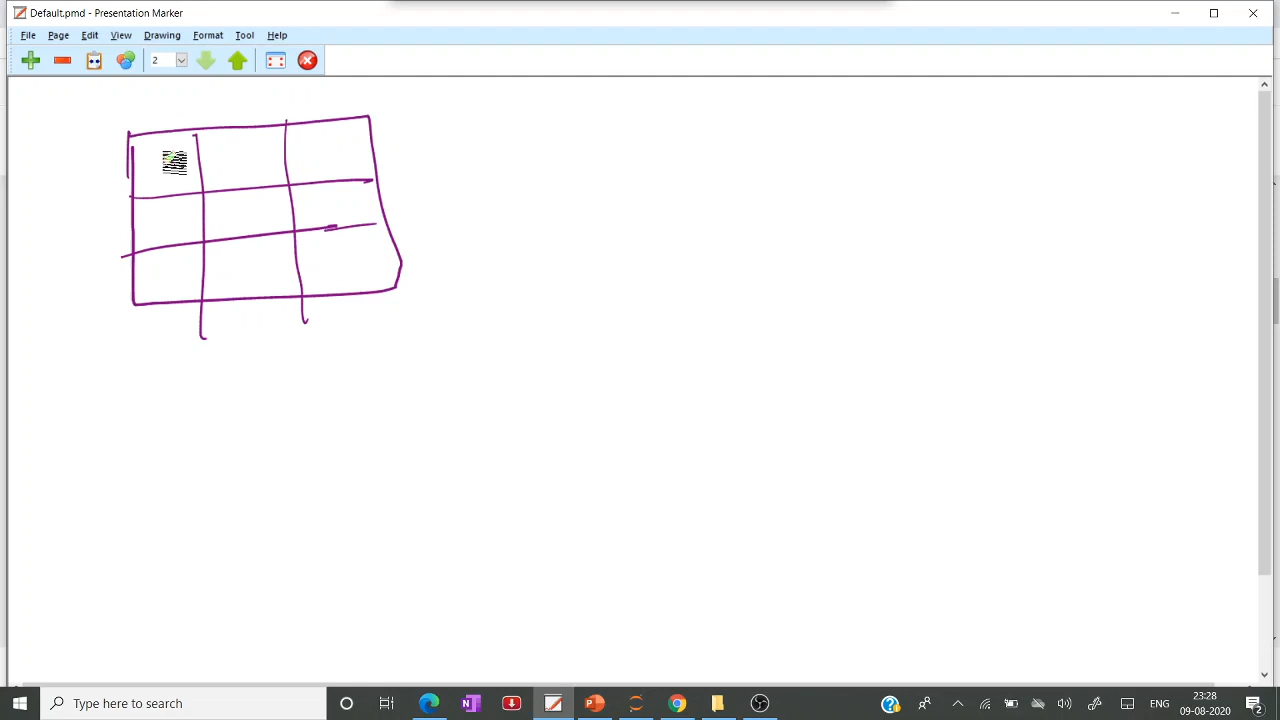 Default.pmd - Presentation Marker
File Page Edit View Drawing Format Tool Help
2
Type here to search
ENG
23:28
09-08-2020
2